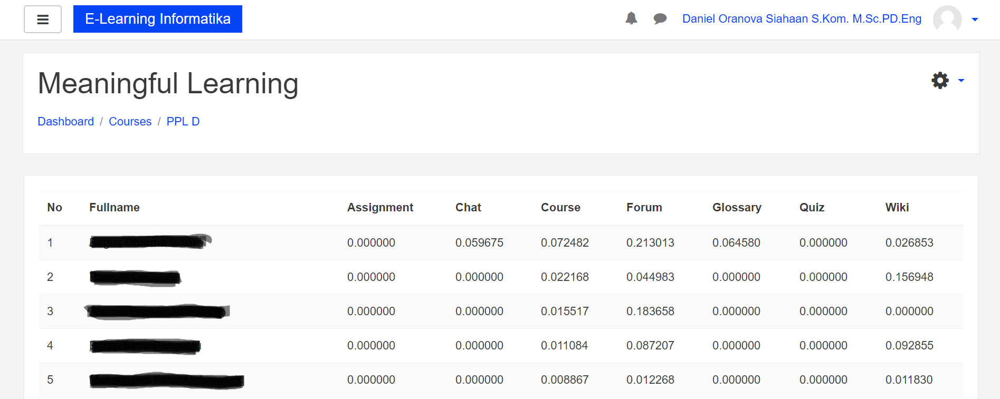 E-Learning Informatika Daniel Oranova Siahaan S.Kom. M.Sc.PD.Eng
Meaningful Learning
Dashboard / Courses / PPL D
No Fullname Assignment Chat Course Forum Glossary Quiz Wiki
1 0.000000 0.059675 0.072482 0.213013 0.064580 0.000000 0.026853
2 0.000000 0.000000 0.022168 0.044983 0.000000 0.000000 0.156948
3 0.000000 0.000000 0.015517 0.183658 0.000000 0.000000 0.000000
4 0.000000 0.000000 0.011084 0.087207 0.000000 0.000000 0.092855
5 0.000000 0.000000 0.008867 0.012268 0.000000 0.000000 0.011830